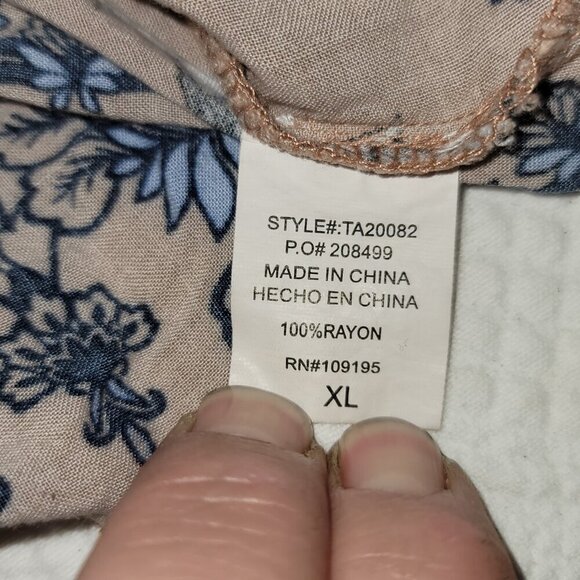 STYLE#:TA20082
P.O# 208499
MADE IN CHINA
HECHO EN CHINA
100%RAYON
RN#109195
XL